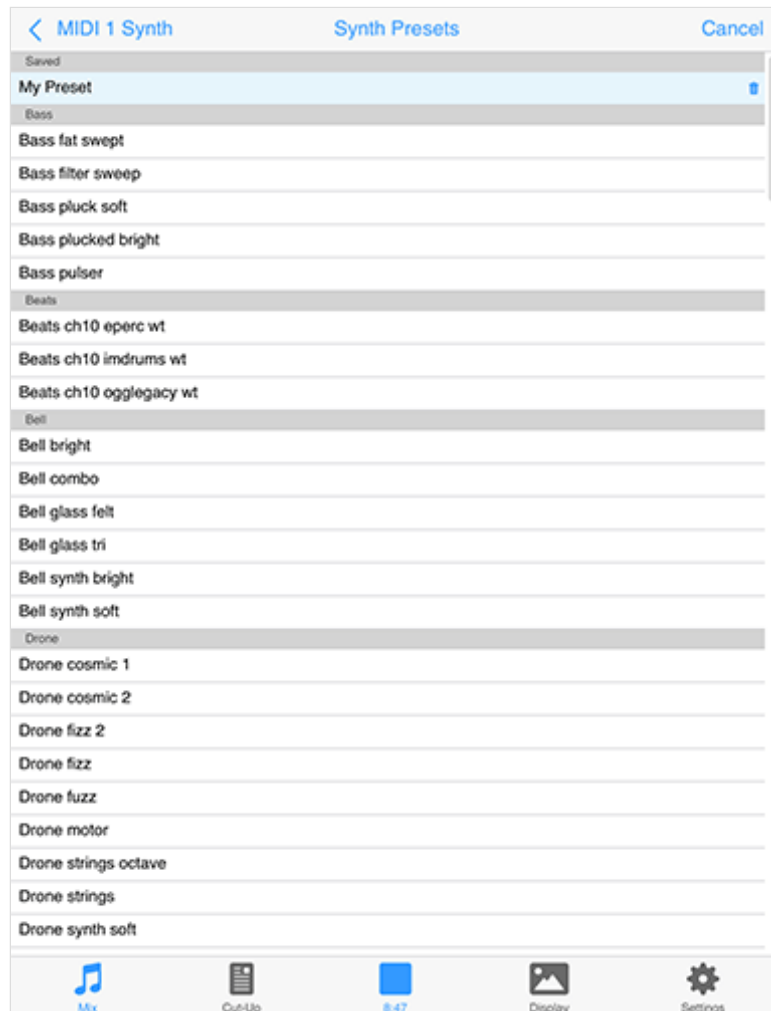 MIDI 1 Synth Synth Presets Cancel
Saved
My Preset
Bass
Bass fat swept
Bass filter sweep
Bass pluck soft
Bass plucked bright
Bass pulser
Beats
Beats ch10 eperc wt
Beats ch10 imdrums wt
Beats ch10 ogglegacy wt
Bell
Bell bright
Bell combo
Bell glass felt
Bell glass tri
Bell synth bright
Bell synth soft
Drone
Drone cosmic 1
Drone cosmic 2
Drone fizz 2
Drone fizz
Drone fuzz
Drone motor
Drone strings octave
Drone strings
Drone synth soft
Mix Cut-Up 8:47 Display Settings